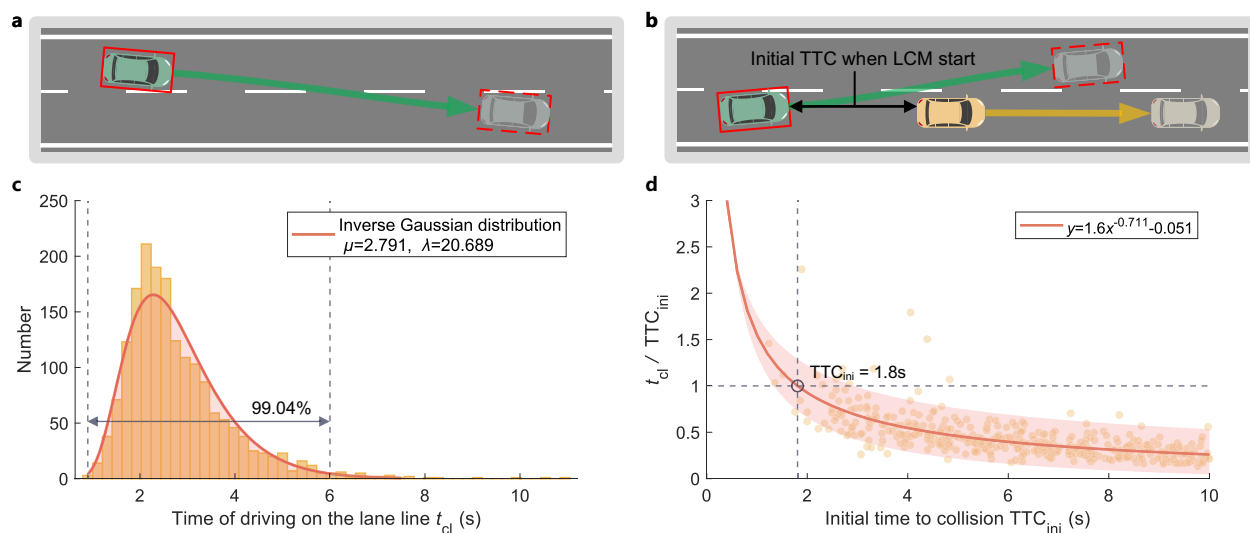 a
b
Initial TTC when LCM start
c
250
200
150
100
50
0
Number
Inverse Gaussian distribution
μ=2.791, λ=20.689
99.04%
2
4
6
8
10
Time of driving on the lane line t_cl (s)
d
3
2.5
2
1.5
1
0.5
0
t_cl / TTC_ini
y=1.6x^-0.711-0.051
TTC_ini = 1.8s
0
2
4
6
8
10
Initial time to collision TTC_ini (s)